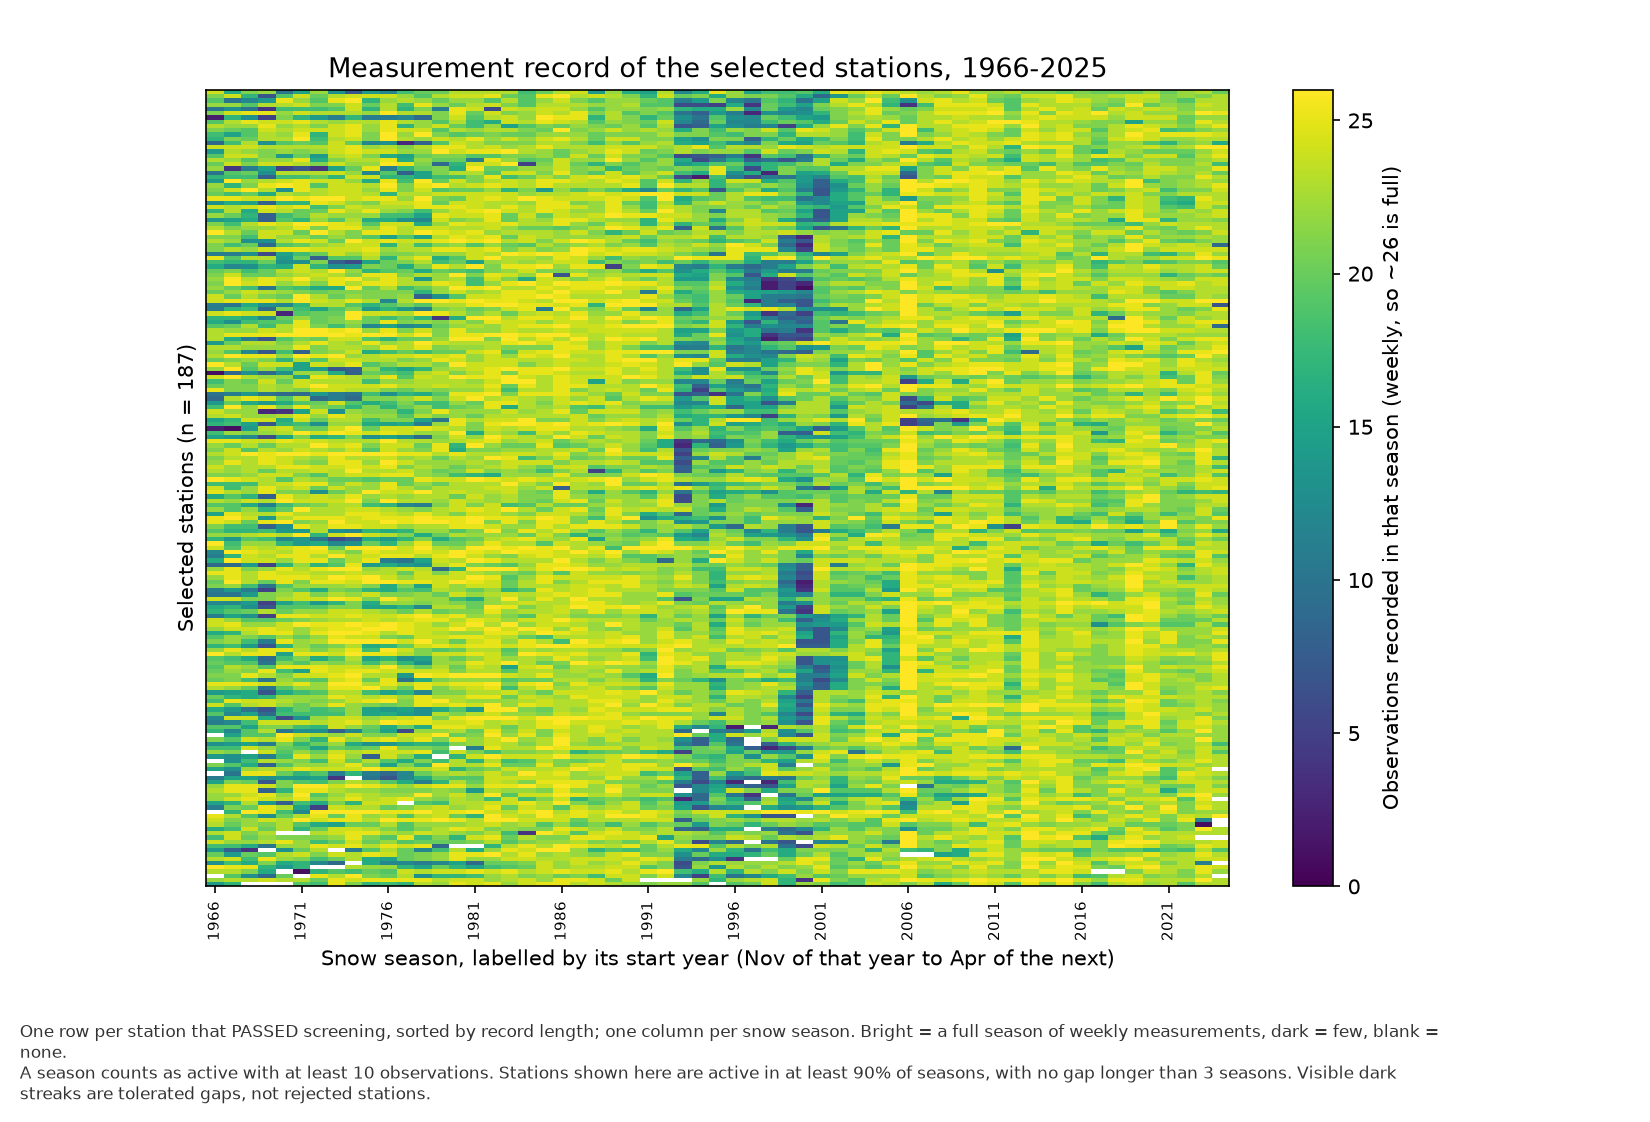 Measurement record of the selected stations, 1966-2025
Selected stations (n = 187)
1966
1971
1976
1981
1986
1991
1996
2001
2006
2011
2016
2021
Snow season, labelled by its start year (Nov of that year to Apr of the next)
25
20
15
10
5
0
Observations recorded in that season (weekly, so ~26 is full)
One row per station that PASSED screening, sorted by record length; one column per snow season. Bright = a full season of weekly measurements, dark = few, blank =
none.
A season counts as active with at least 10 observations. Stations shown here are active in at least 90% of seasons, with no gap longer than 3 seasons. Visible dark
streaks are tolerated gaps, not rejected stations.